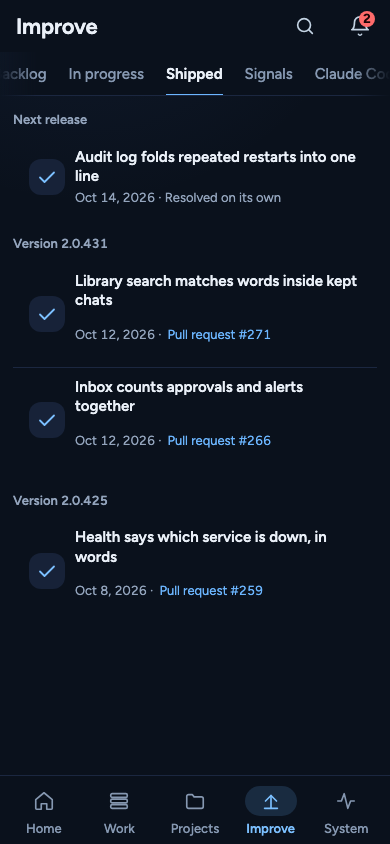 Improve
2
acklog In progress Shipped Signals Claude Co
Next release
Audit log folds repeated restarts into one
line
Oct 14, 2026 · Resolved on its own
Version 2.0.431
Library search matches words inside kept
chats
Oct 12, 2026 · Pull request #271
Inbox counts approvals and alerts
together
Oct 12, 2026 · Pull request #266
Version 2.0.425
Health says which service is down, in
words
Oct 8, 2026 · Pull request #259
Home Work Projects Improve System